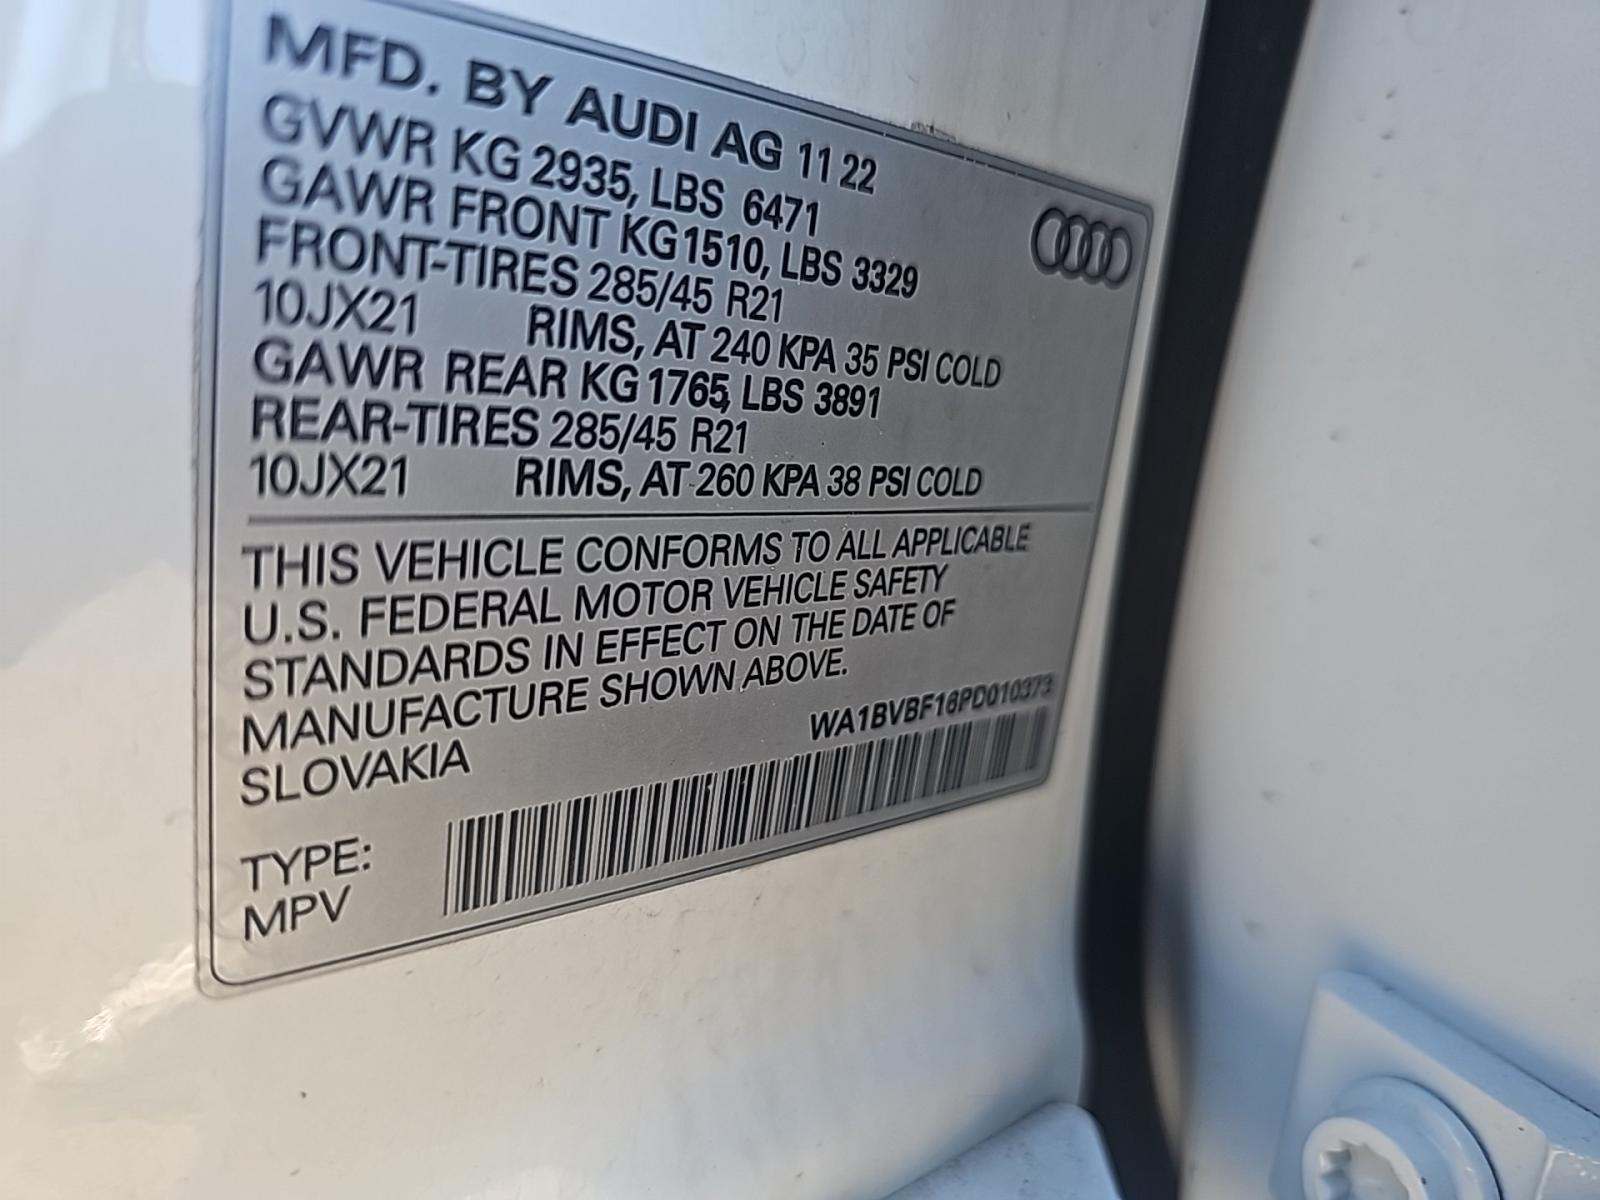 MFD. BY AUDI AG 11 22
GVWR KG 2935, LBS 6471
GAWR FRONT KG1510, LBS 3329
FRONT-TIRES 285/45 R21
10JX21 RIMS, AT 240 KPA 35 PSI COLD
GAWR REAR KG 1765, LBS 3891
REAR-TIRES 285/45 R21
10JX21 RIMS, AT 260 KPA 38 PSI COLD
THIS VEHICLE CONFORMS TO ALL APPLICABLE
U.S. FEDERAL MOTOR VEHICLE SAFETY
STANDARDS IN EFFECT ON THE DATE OF
MANUFACTURE SHOWN ABOVE.
SLOVAKIA
WA1BVBF16PD010373
TYPE:
MPV